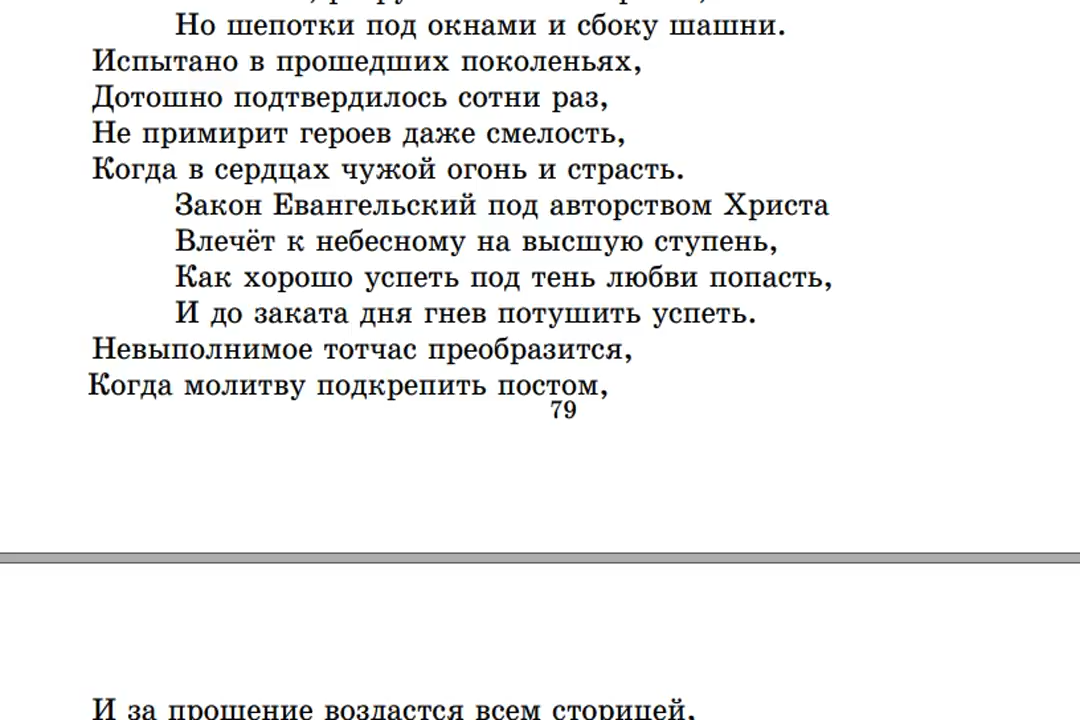 Но шепотки под окнами и сбоку шашни.
Испытано в прошедших поколеньях,
Дотошно подтвердилось сотни раз,
Не примирит героев даже смелость,
Когда в сердцах чужой огонь и страсть.
Закон Евангельский под авторством Христа
Влечёт к небесному на высшую ступень,
Как хорошо успеть под тень любви попасть,
И до заката дня гнев потушить успеть.
Невыполнимое тотчас преобразится,
Когда молитву подкрепить постом,
79
И за прошение воздастся всем сторицей,